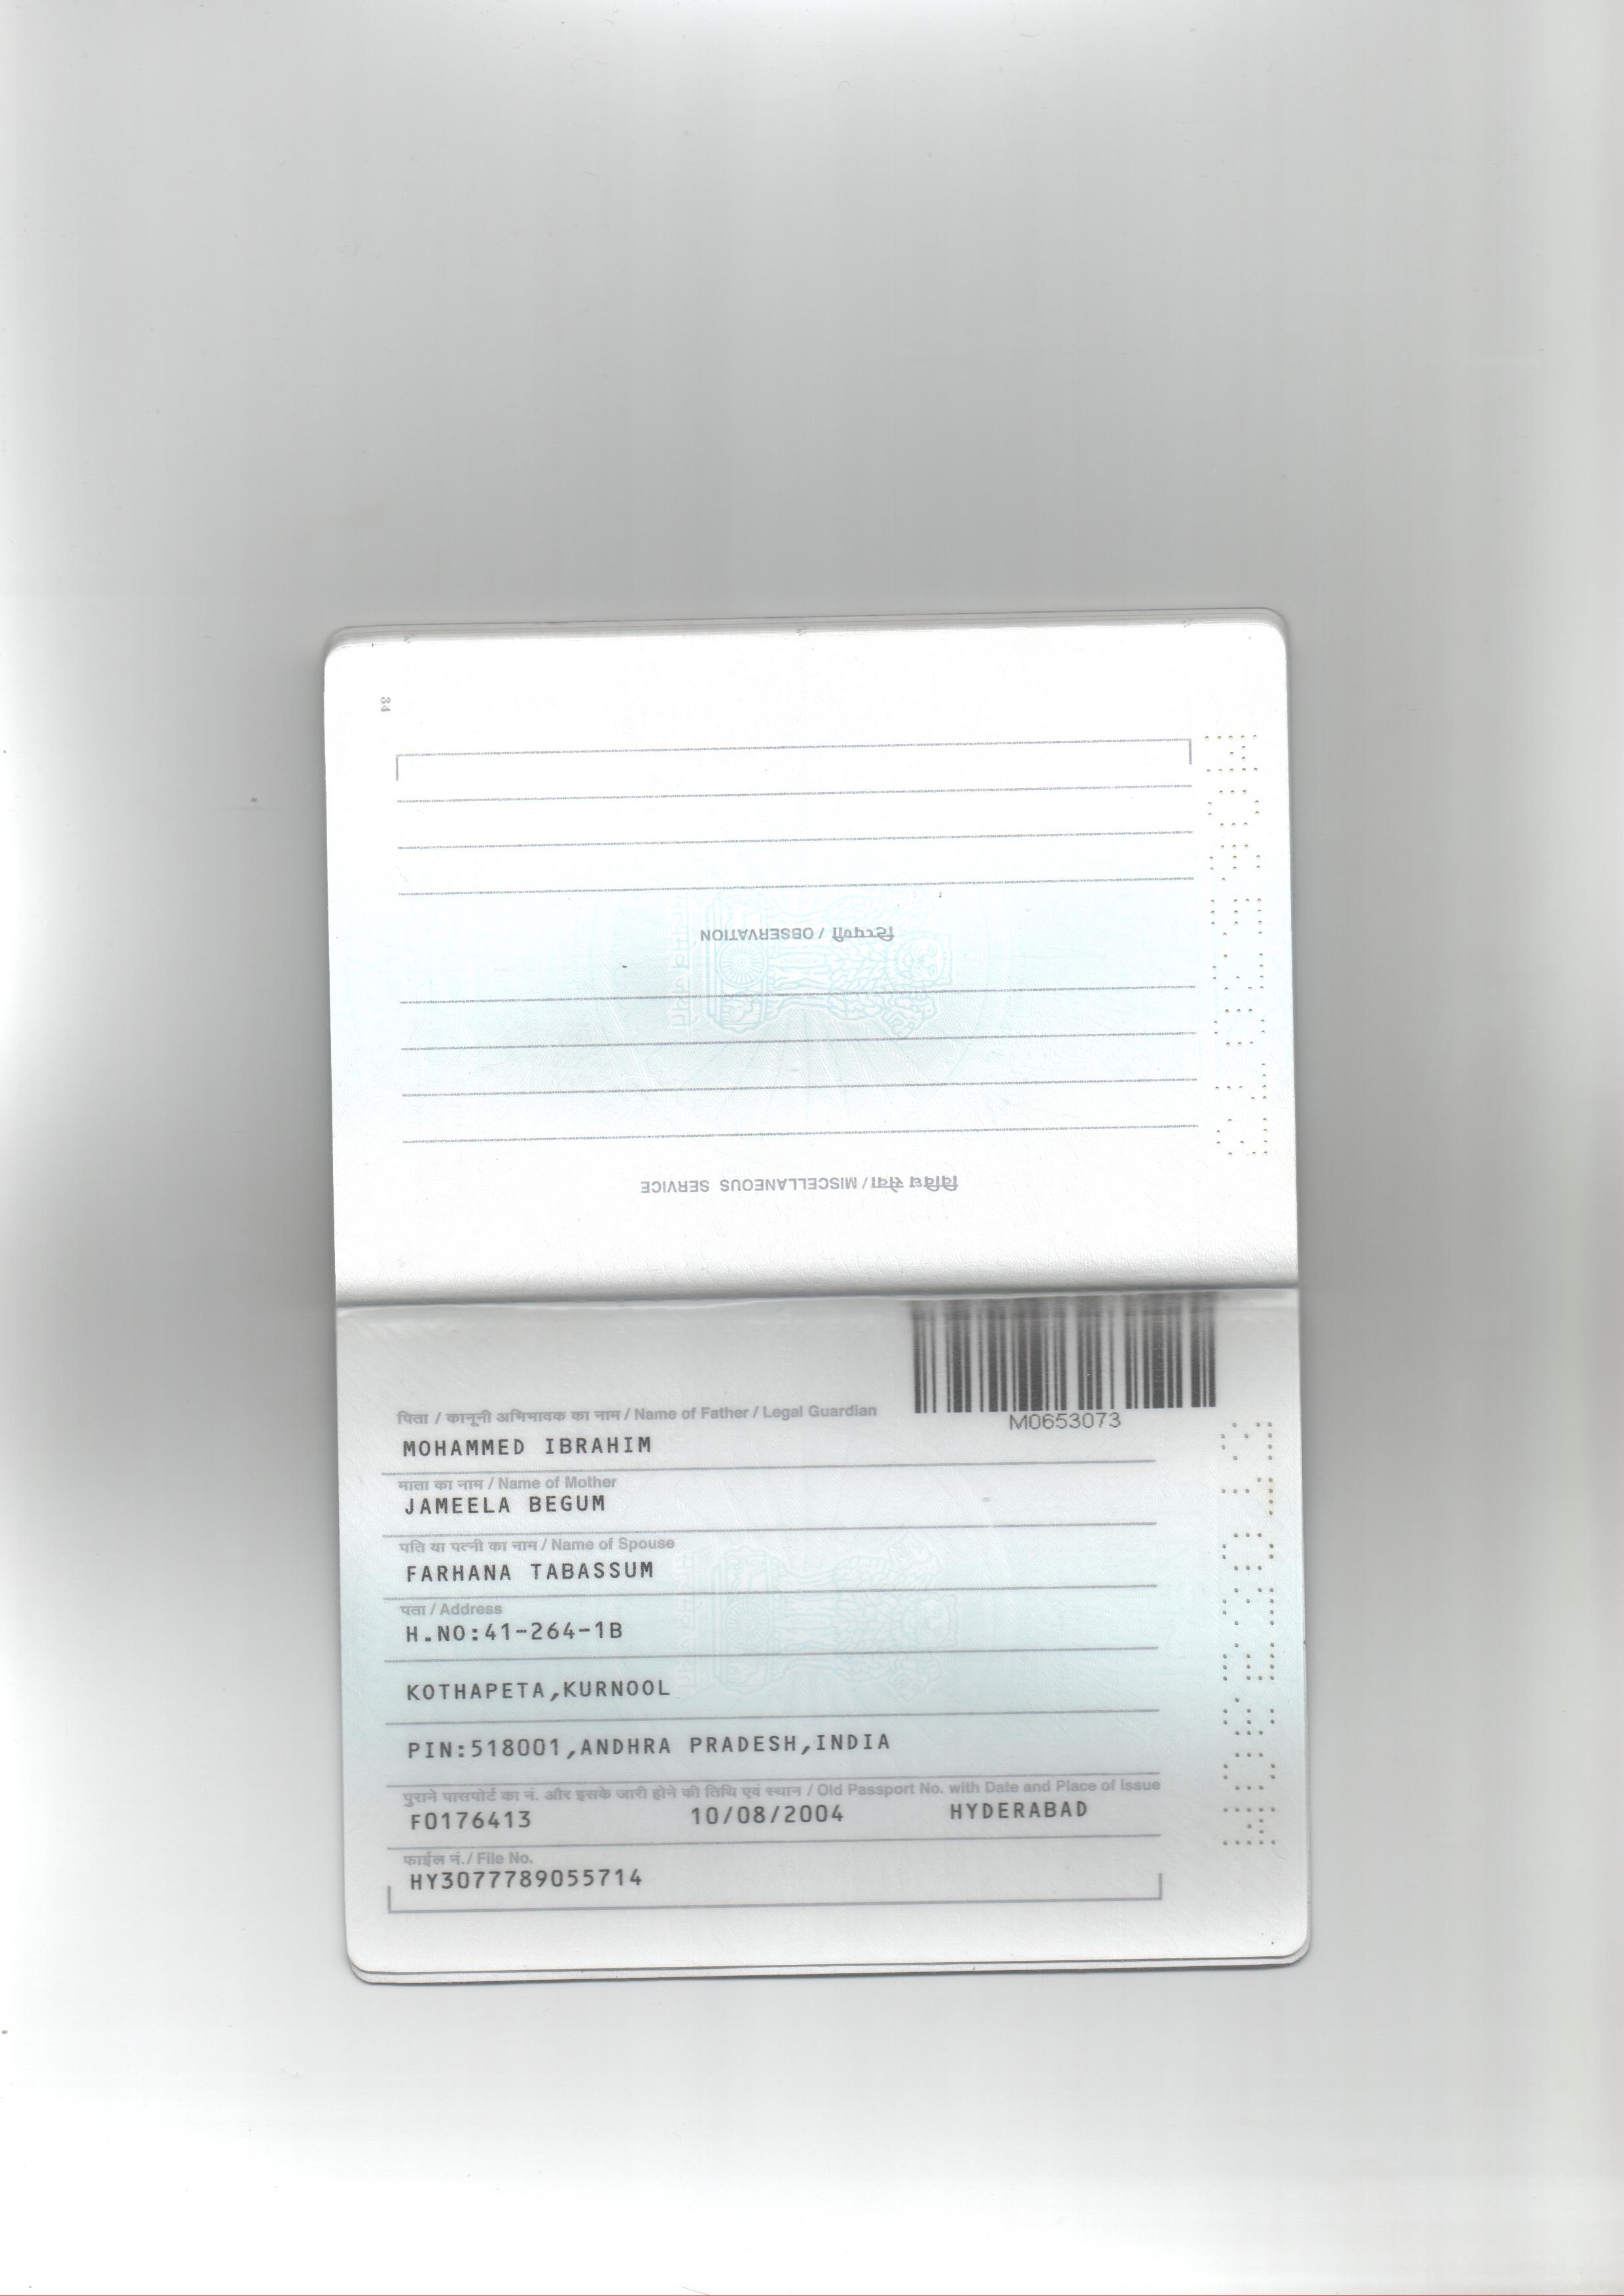 34
टिप्पणी / OBSERVATION
विविध सेवा / MISCELLANEOUS SERVICE
M0653073
पिता / कानूनी अभिभावक का नाम / Name of Father / Legal Guardian
MOHAMMED IBRAHIM
माता का नाम / Name of Mother
JAMEELA BEGUM
पति या पत्नी का नाम / Name of Spouse
FARHANA TABASSUM
पता / Address
H.NO:41-264-1B
KOTHAPETA,KURNOOL
PIN:518001,ANDHRA PRADESH,INDIA
पुराने पासपोर्ट का नं. और इसके जारी होने की तिथि एवं स्थान / Old Passport No. with Date and Place of Issue
F0176413 10/08/2004 HYDERABAD
फाईल नं./ File No.
HY3077789055714